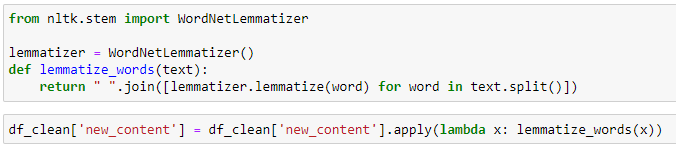 from nltk.stem import WordNetLemmatizer
lemmatizer = WordNetLemmatizer()
def lemmatize_words(text):
    return " ".join([lemmatizer.lemmatize(word) for word in text.split()])
df_clean['new_content'] = df_clean['new_content'].apply(lambda x: lemmatize_words(x))